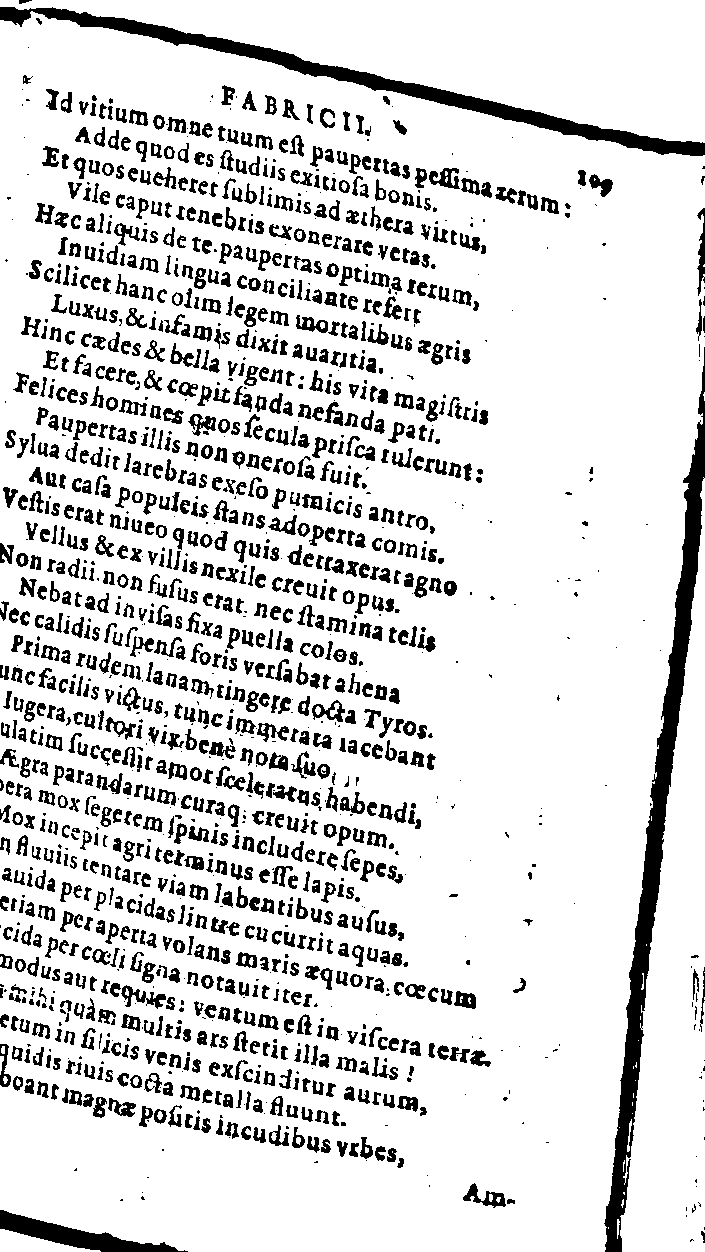 FABRICII. 109
Id vitium omne tuum eſt paupertas peſſima rerum:
Adde quod es ſtudiis exitioſa bonis.
Et quos eueheret ſublimis ad æthera virtus,
Vile caput tenebris exonerare vetas.
Hæc aliquis de te. paupertas optima rerum,
Inuidiam lingua conciliante refert
Scilicet hanc olim legem mortalibus ægris
Luxus, & infamis dixit auaritia.
Hinc cædes & bella vigent: his vita magiſtris
Et facere, & cœpit fanda nefanda pati.
Felices homines quos ſecula priſca tulerunt:
Paupertas illis non oneroſa fuit.
Sylua dedit latebras exeſo pumicis antro,
Aut caſa populeis ſtans adoperta comis.
Veſtis erat niueo quod quis detraxerat agno
Vellus & ex villis nexile creuit opus.
Non radii non fuſus erat. nec ſtamina telis
Nebat ad inviſas fixa puella colos.
Nec calidis ſuſpenſa foris verſabat ahena
Prima rudem lanam tingere docta Tyros.
unc facilis victus, tunc immerata iacebant
Iugera, cultori vix bene nota ſuo,
ulatim ſucceſſit amor ſceleratus habendi,
Ægra parandarum curaq; creuit opum.
pera mox ſegetem ſpinis includere ſepes,
Mox incepit agri terminus eſſe lapis.
n fluuiis tentare viam labentibus auſus,
auida per placidas lintre cucurrit aquas.
etiam per aperta volans maris æquora, cœcum
cida per cœli ſigna notauit iter.
modus aut requies: ventum eſt in viſcera terræ.
mihi quàm multis ars ſtetit illa malis!
etum in ſilicis venis exſcinditur aurum,
quidis riuis cocta metalla fluunt.
boant magnæ poſitis incudibus vrbes,
Am-